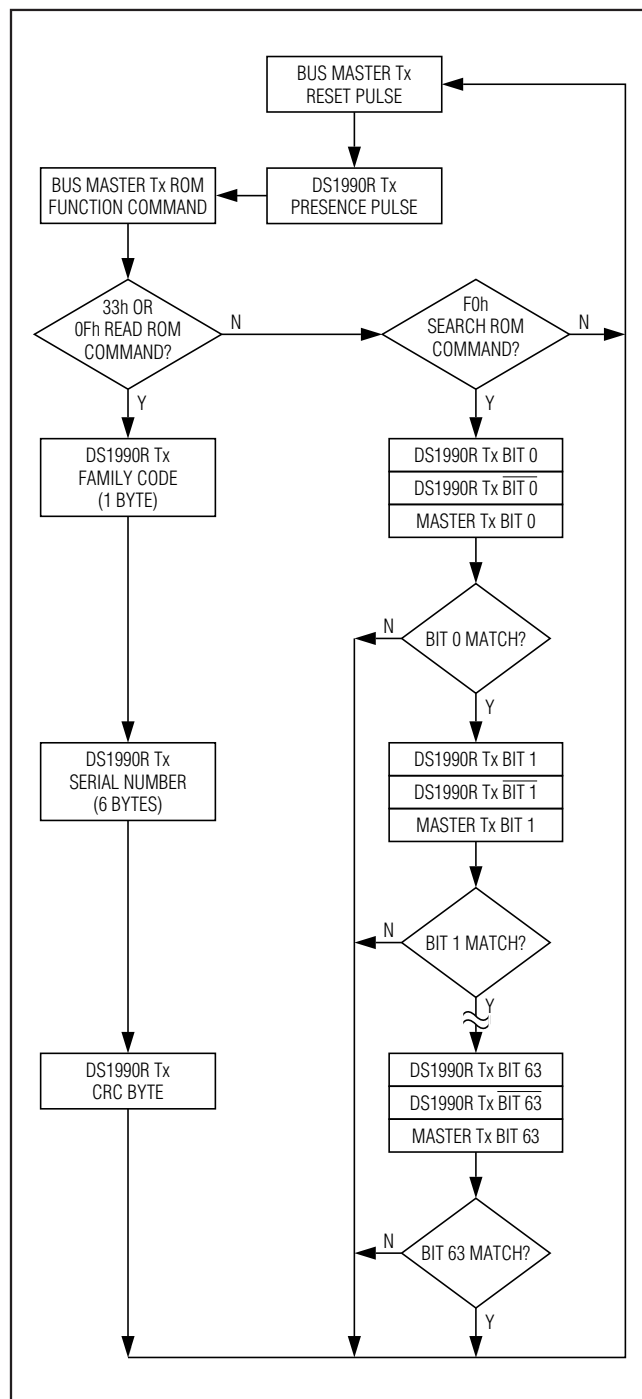 BUS MASTER Tx
RESET PULSE
BUS MASTER Tx ROM
FUNCTION COMMAND
DS1990R Tx
PRESENCE PULSE
33h OR
0Fh READ ROM
COMMAND?
N
F0h
SEARCH ROM
COMMAND?
N
Y
Y
DS1990R Tx
FAMILY CODE
(1 BYTE)
DS1990R Tx BIT 0
DS1990R Tx B̅I̅T̅ ̅0̅
MASTER Tx BIT 0
N
BIT 0 MATCH?
Y
DS1990R Tx
SERIAL NUMBER
(6 BYTES)
DS1990R Tx BIT 1
DS1990R Tx B̅I̅T̅ ̅1̅
MASTER Tx BIT 1
N
BIT 1 MATCH?
Y
DS1990R Tx
CRC BYTE
DS1990R Tx BIT 63
DS1990R Tx B̅I̅T̅ ̅6̅3̅
MASTER Tx BIT 63
N
BIT 63 MATCH?
Y